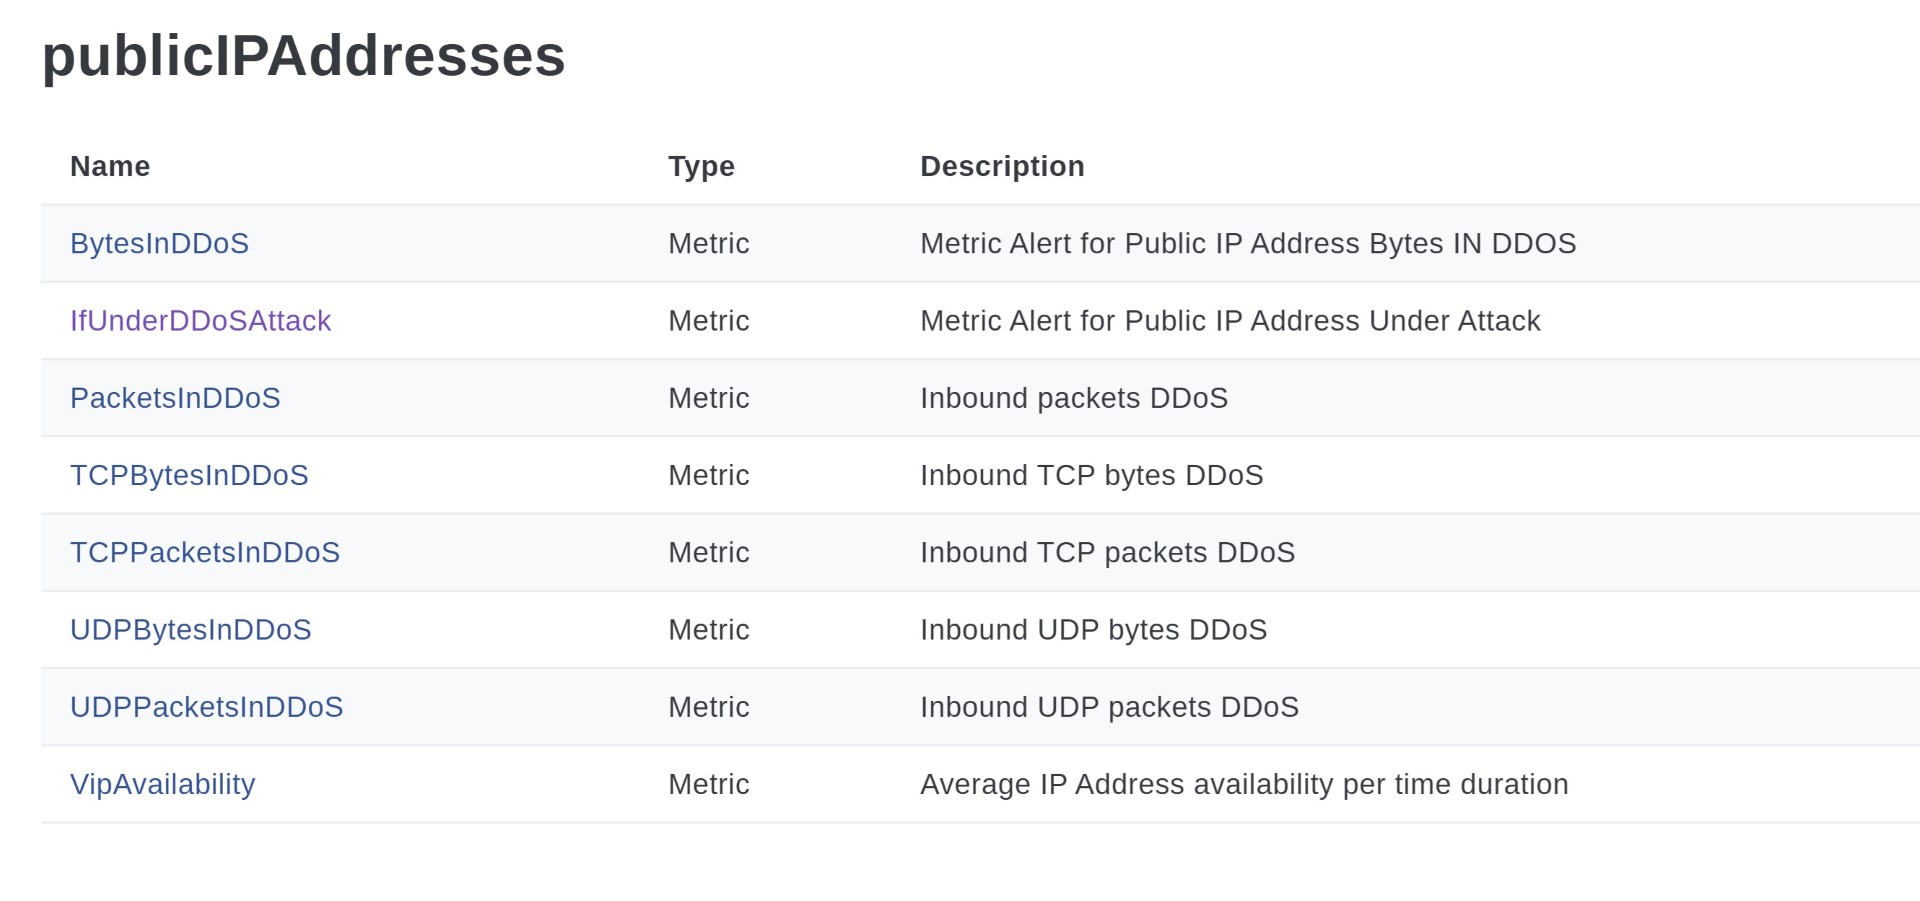 publicIPAddresses
Name Type Description
BytesInDDoS Metric Metric Alert for Public IP Address Bytes IN DDOS
IfUnderDDoSAttack Metric Metric Alert for Public IP Address Under Attack
PacketsInDDoS Metric Inbound packets DDoS
TCPBytesInDDoS Metric Inbound TCP bytes DDoS
TCPPacketsInDDoS Metric Inbound TCP packets DDoS
UDPBytesInDDoS Metric Inbound UDP bytes DDoS
UDPPacketsInDDoS Metric Inbound UDP packets DDoS
VipAvailability Metric Average IP Address availability per time duration